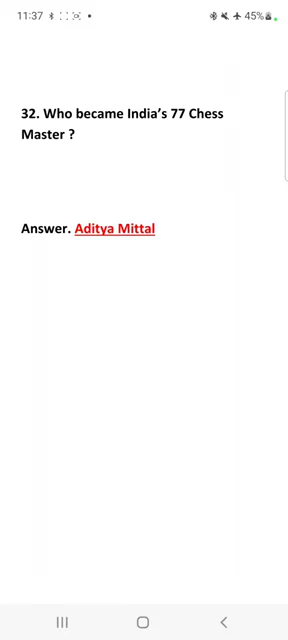 11:37 45%
32. Who became India's 77 Chess
Master ?
Answer. Aditya Mittal